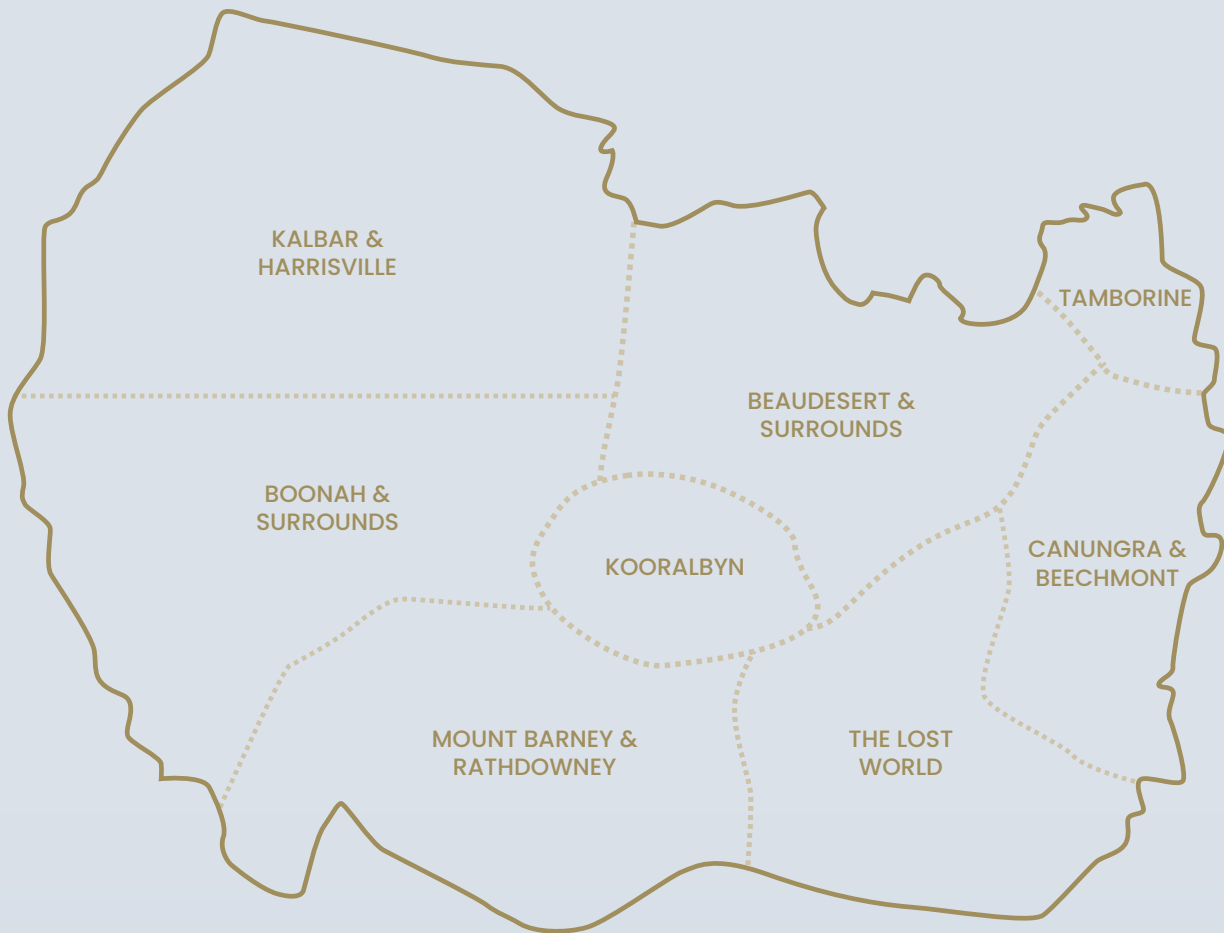 KALBAR &
HARRISVILLE
TAMBORINE
BEAUDESERT &
SURROUNDS
BOONAH &
SURROUNDS
KOORALBYN
CANUNGRA &
BEECHMONT
MOUNT BARNEY &
RATHDOWNEY
THE LOST
WORLD